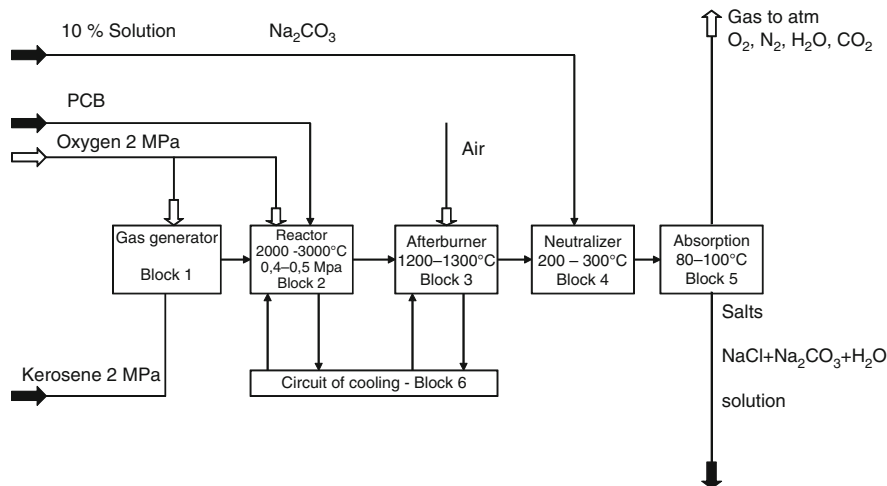 10 % Solution Na₂CO₃
Gas to atm
O₂, N₂, H₂O, CO₂
PCB
Oxygen 2 MPa
Air
Gas generator
Block 1
Reactor
2000 -3000°C
0,4–0,5 Mpa
Block 2
Afterburner
1200–1300°C
Block 3
Neutralizer
200 – 300°C
Block 4
Absorption
80–100°C
Block 5
Salts
NaCl+Na₂CO₃+H₂O
solution
Kerosene 2 MPa
Circuit of cooling - Block 6